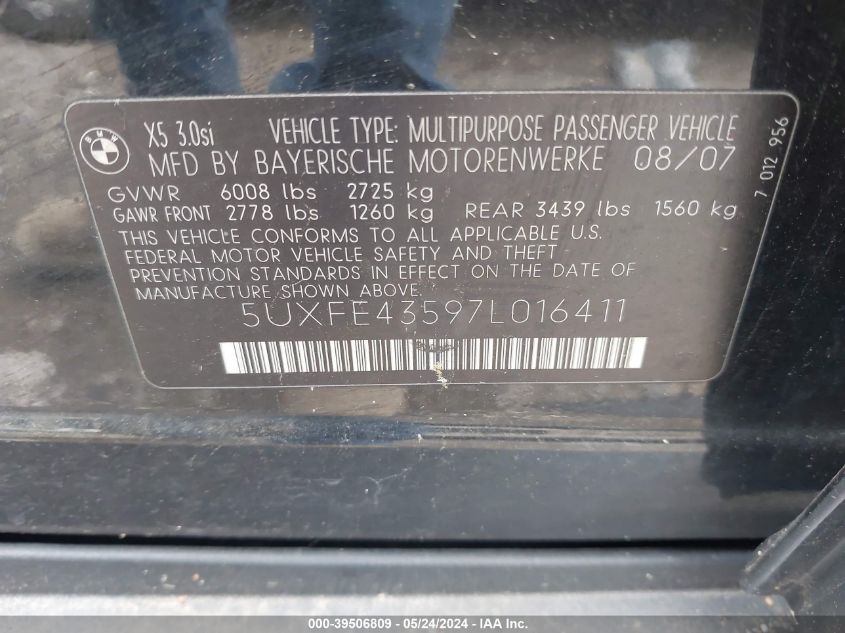 BMW
X5 3.0si VEHICLE TYPE: MULTIPURPOSE PASSENGER VEHICLE
MFD BY BAYERISCHE MOTORENWERKE 08/07
GVWR 6008 lbs 2725 kg
GAWR FRONT 2778 lbs 1260 kg REAR 3439 lbs 1560 kg
THIS VEHICLE CONFORMS TO ALL APPLICABLE U.S.
FEDERAL MOTOR VEHICLE SAFETY AND THEFT
PREVENTION STANDARDS IN EFFECT ON THE DATE OF
MANUFACTURE SHOWN ABOVE.
5UXFE43597L016411
7 012 956
000-39506809 - 05/24/2024 - IAA Inc.